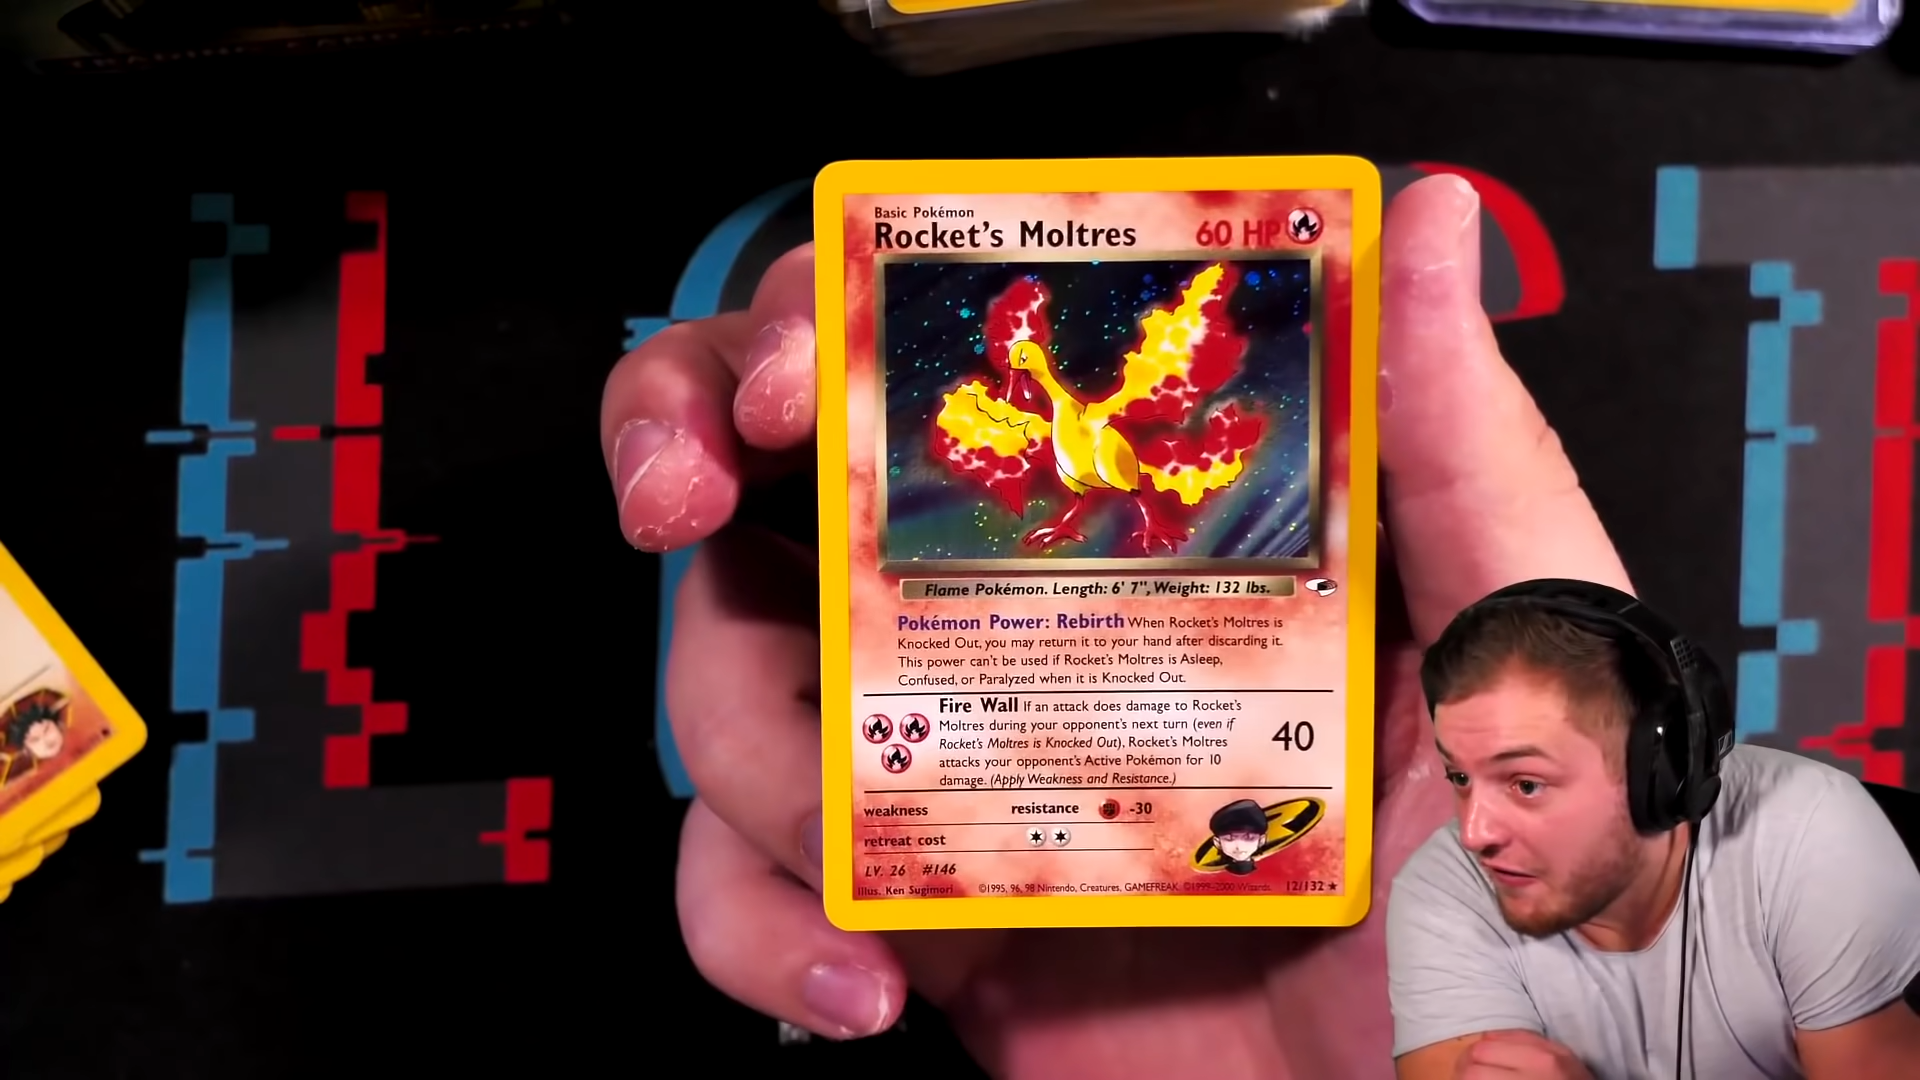 TRADING CARD GAME
Basic Pokémon
Rocket's Moltres 60 HP
Flame Pokémon. Length: 6' 7", Weight: 132 lbs.
Pokémon Power: Rebirth When Rocket's Moltres is
Knocked Out, you may return it to your hand after discarding it.
This power can't be used if Rocket's Moltres is Asleep,
Confused, or Paralyzed when it is Knocked Out.
Fire Wall If an attack does damage to Rocket's
Moltres during your opponent's next turn (even if
Rocket's Moltres is Knocked Out), Rocket's Moltres
attacks your opponent's Active Pokémon for 10
damage. (Apply Weakness and Resistance.)
40
weakness resistance -30
retreat cost
LV. 26 #146
Illus. Ken Sugimori ©1995, 96, 98 Nintendo, Creatures, GAMEFREAK. ©1999-2000 Wizards. 12/132 ★